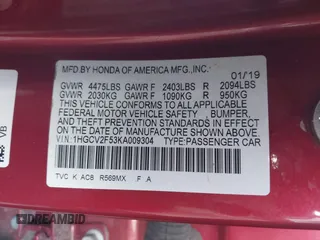 MFD.BY HONDA OF AMERICA MFG.,INC. 01/19
GVWR 4475LBS GAWR F 2403LBS R 2094LBS
GVWR 2030KG GAWR F 1090KG R 950KG
THIS VEHICLE CONFORMS TO ALL APPLICABLE
FEDERAL MOTOR VEHICLE SAFETY, BUMPER,
AND THEFT PREVENTION STANDARDS IN EFFECT
ON THE DATE OF MANUFACTURE SHOWN ABOVE.
V.I.N:1HGCV2F53KA009304 TYPE:PASSENGER CAR
TVC K AC8 R569MX F A
VB
DREAMBID